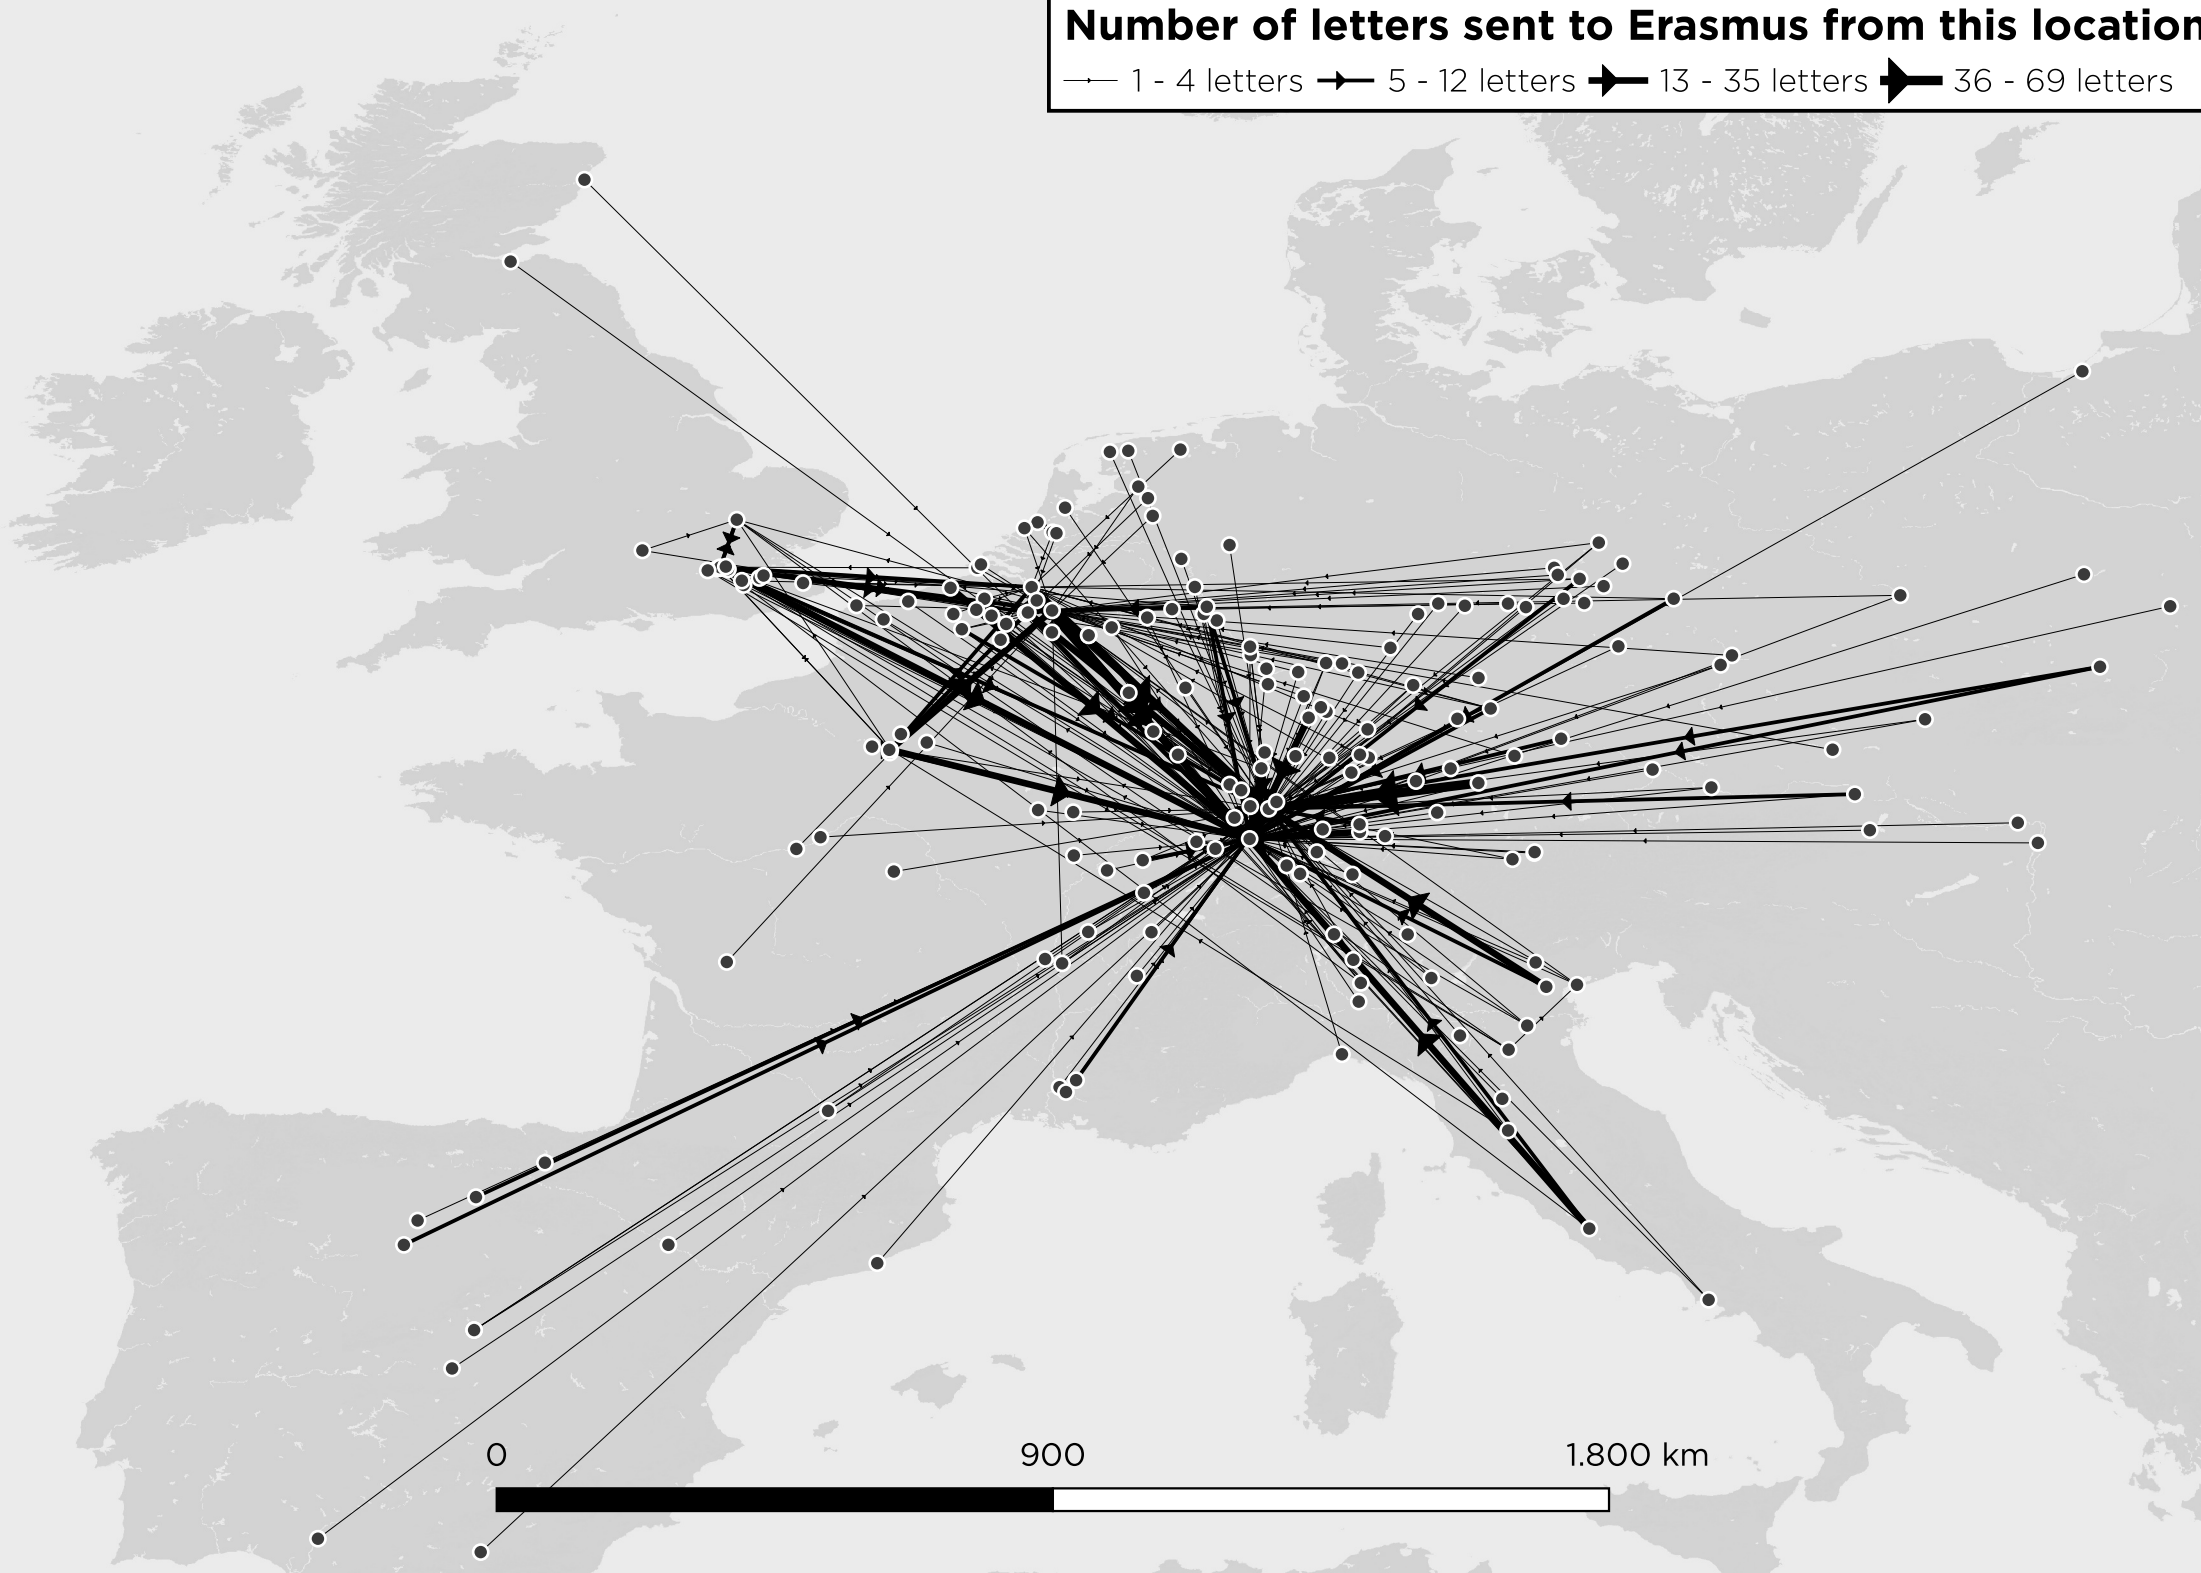 Number of letters sent to Erasmus from this location
1 - 4 letters 5 - 12 letters 13 - 35 letters 36 - 69 letters
0 900 1.800 km